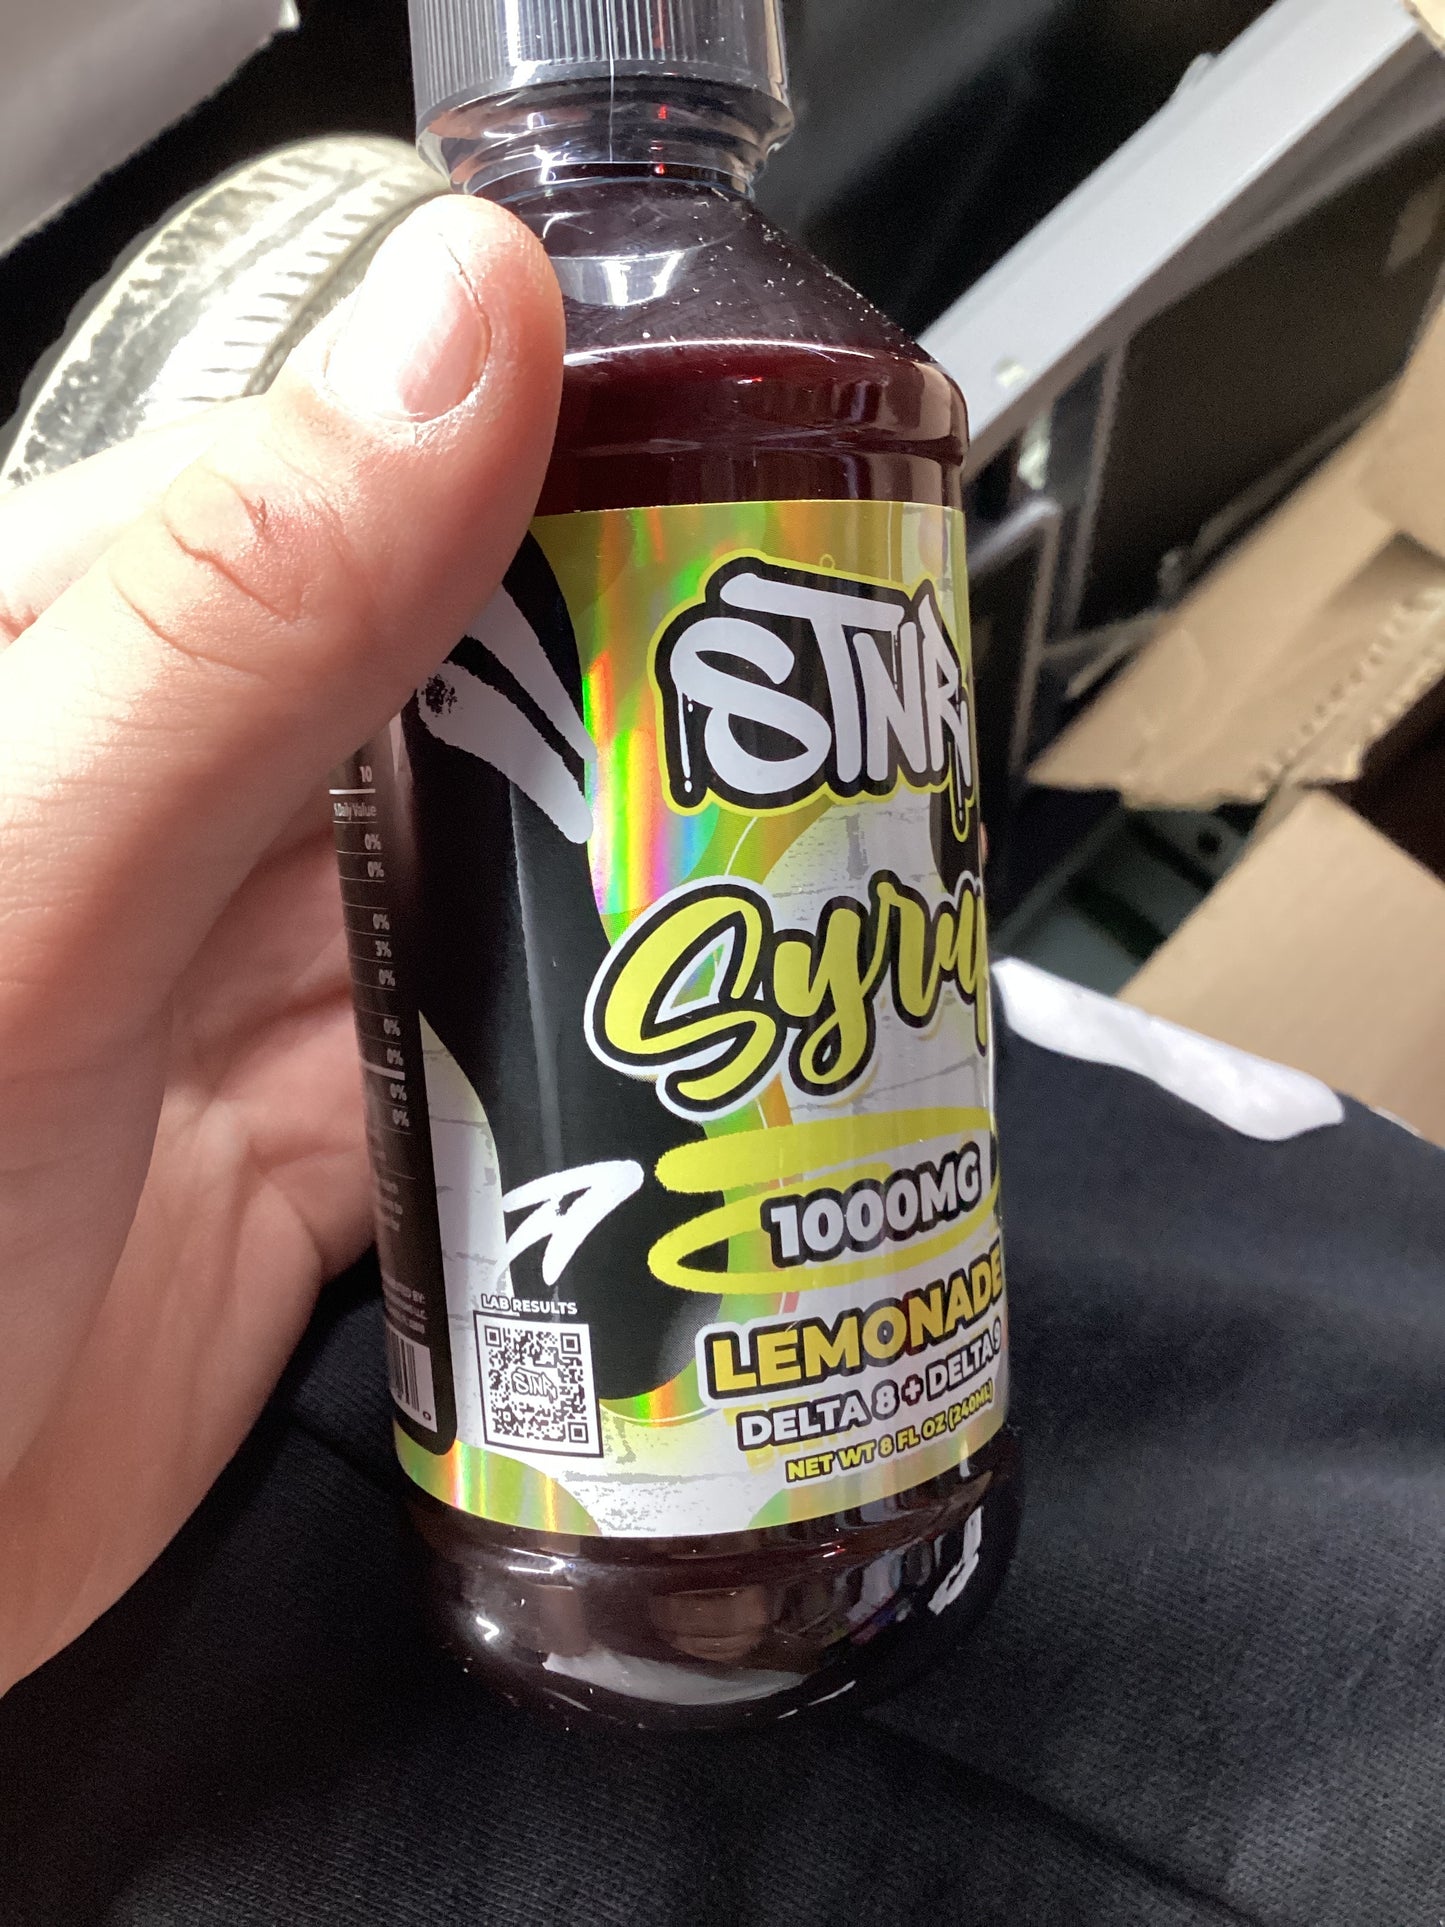 STNR
Syrup
1000MG
LEMONADE
DELTA 8 + DELTA 9
NET WT 8 FL OZ (240ML)
LAB RESULTS
STNR
10
% Daily Value
0%
0%
0%
3%
0%
0%
0%
0%
0%